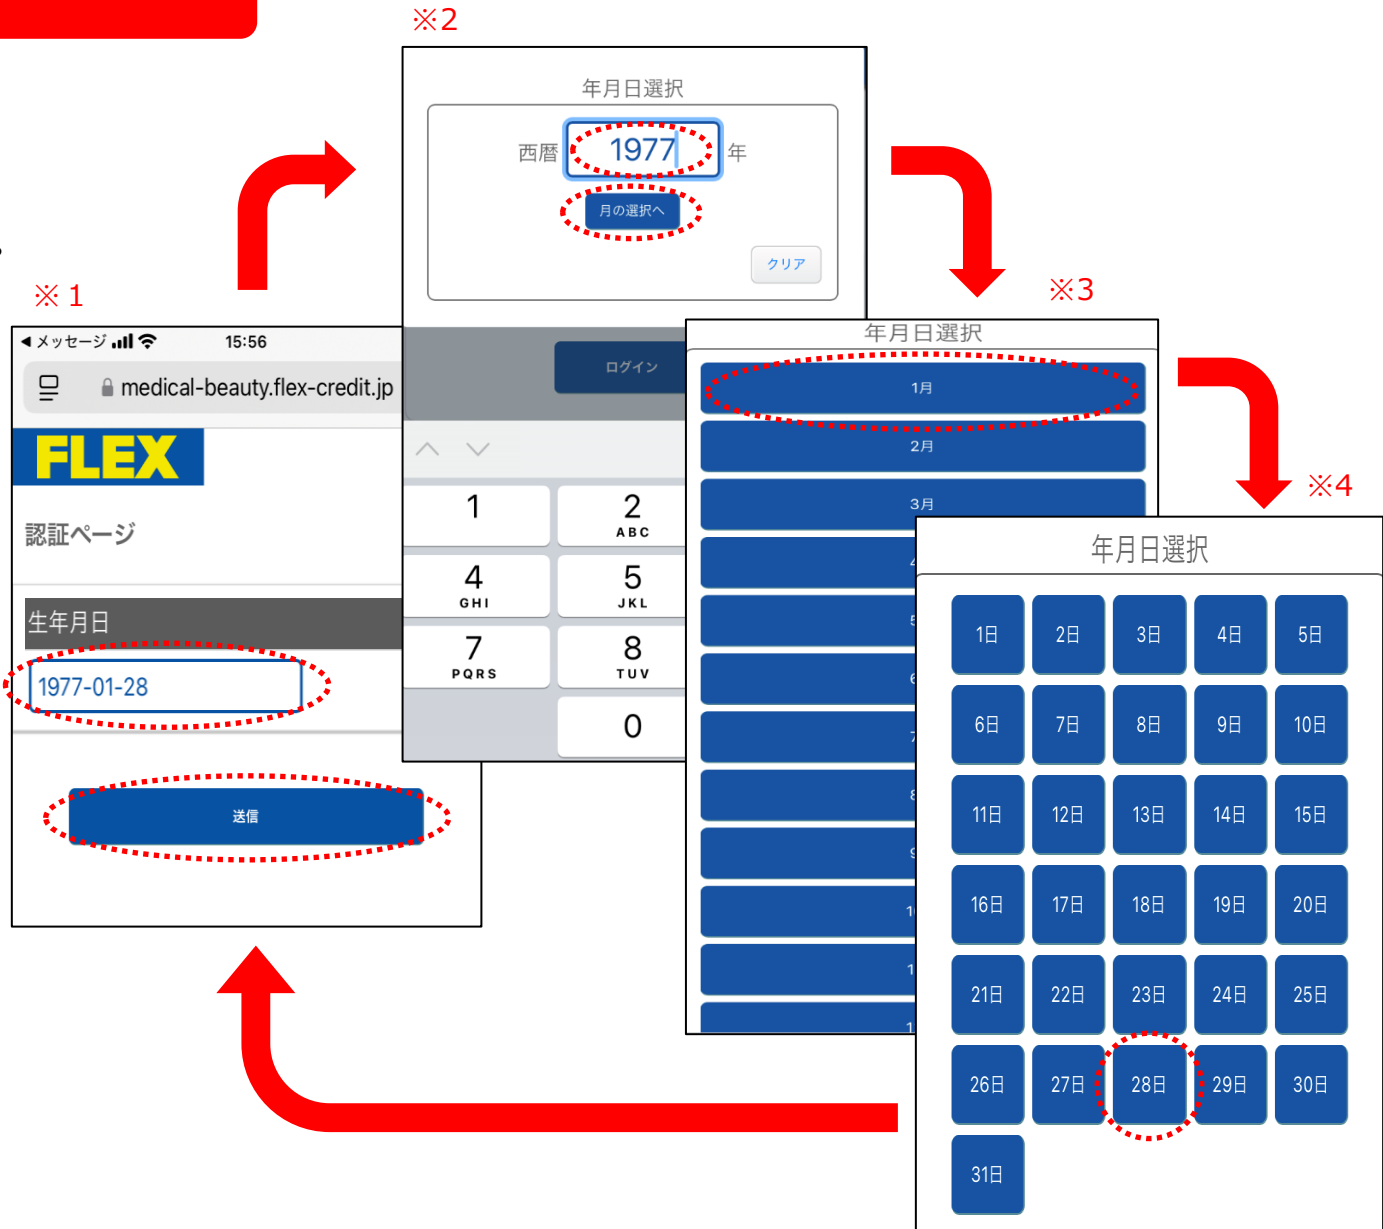 ※2
年月日選択
西暦 1977 年
月の選択へ
クリア
ログイン
1
2
ABC
4
GHI
5
JKL
7
PQRS
8
TUV
0
※1
メッセージ 15:56
medical-beauty.flex-credit.jp
FLEX
認証ページ
生年月日
1977-01-28
送信
※3
年月日選択
1月
2月
3月
※4
年月日選択
1日 2日 3日 4日 5日
6日 7日 8日 9日 10日
11日 12日 13日 14日 15日
16日 17日 18日 19日 20日
21日 22日 23日 24日 25日
26日 27日 28日 29日 30日
31日